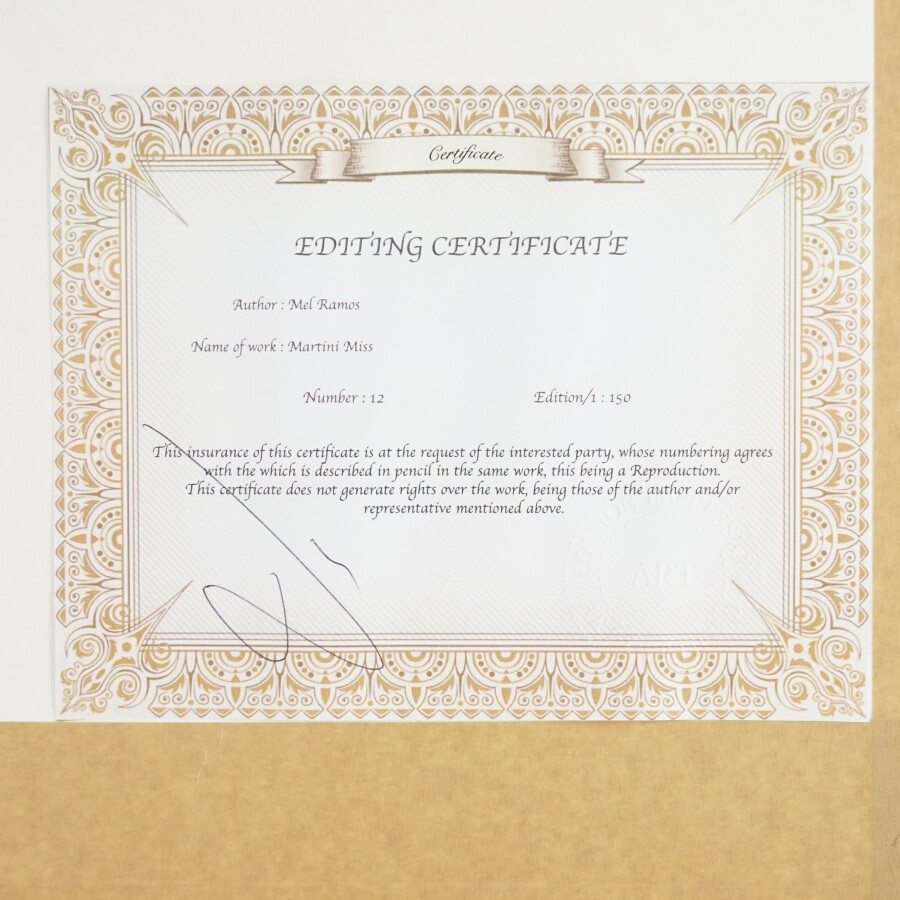 Certificate
EDITING CERTIFICATE
Author : Mel Ramos
Name of work : Martini Miss
Number : 12 Edition/1 : 150
This insurance of this certificate is at the request of the interested party, whose numbering agrees
with the which is described in pencil in the same work, this being a Reproduction.
This certificate does not generate rights over the work, being those of the author and/or
representative mentioned above.
ART